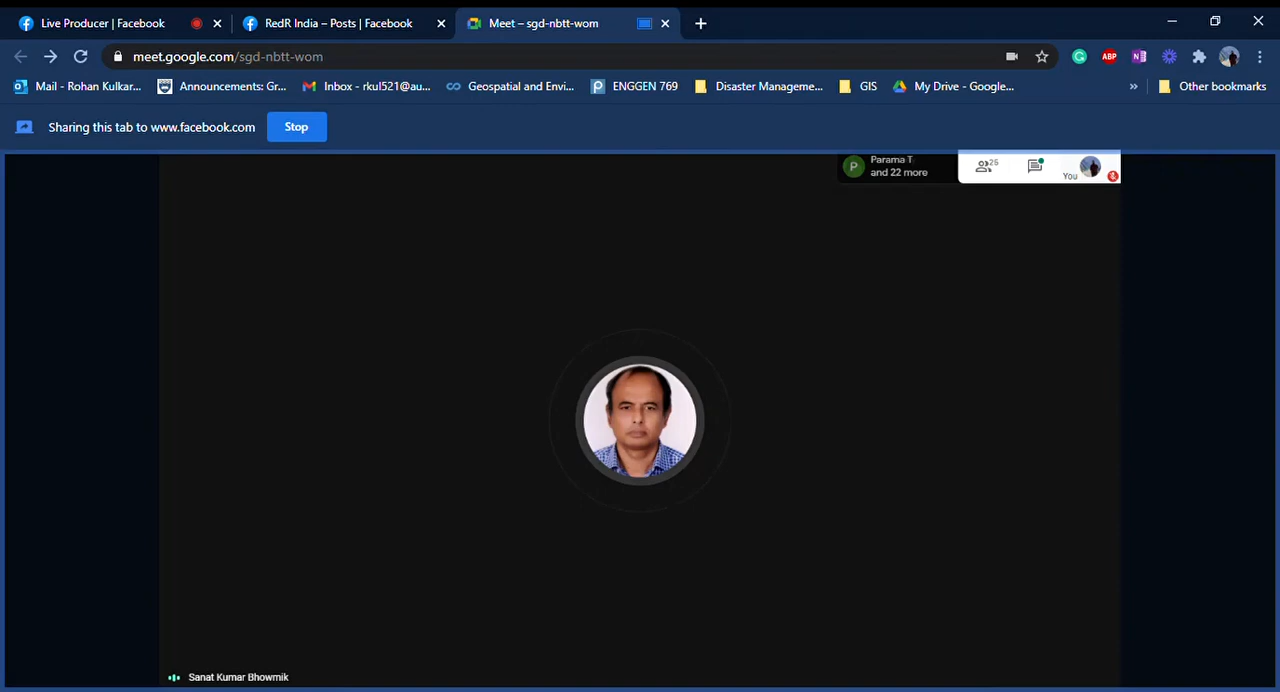 Live Producer | Facebook
RedR India – Posts | Facebook
Meet – sgd-nbtt-wom
meet.google.com/sgd-nbtt-wom
Mail - Rohan Kulkar...
Announcements: Gr...
Inbox - rkul521@au...
Geospatial and Envi...
ENGGEN 769
Disaster Manageme...
GIS
My Drive - Google...
Other bookmarks
Sharing this tab to www.facebook.com
Stop
P
Parama T
and 22 more
25
You
Sanat Kumar Bhowmik